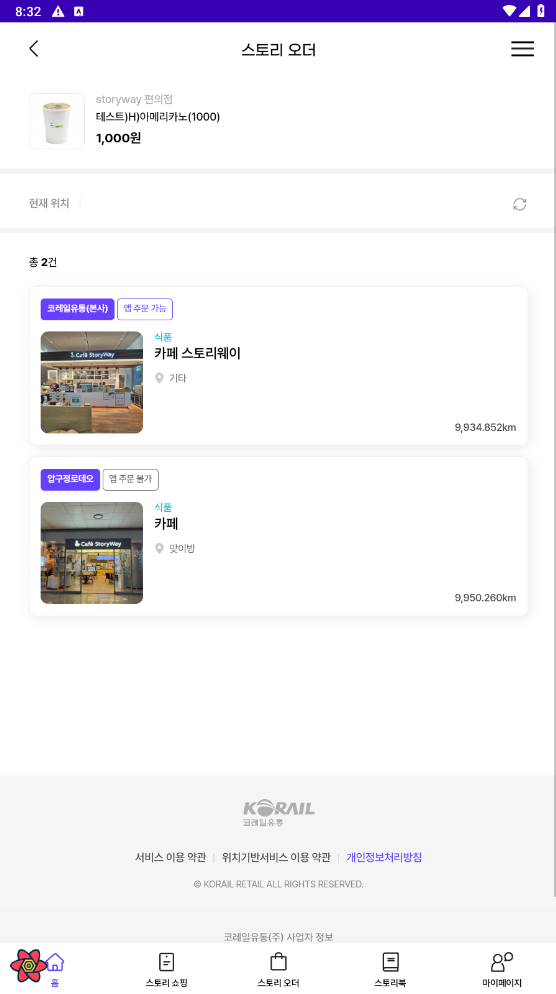 8:32
스토리 오더
storyway 편의점
테스트)H)아메리카노(1000)
1,000원
현재 위치
총 2건
코레일유통(본사) 앱 주문 가능
Café StoryWay
식품
카페 스토리웨이
기타
9,934.852km
압구정로데오 앱 주문 불가
Café StoryWay
식품
카페
맞이방
9,950.260km
KORAIL
코레일유통
서비스 이용 약관 위치기반서비스 이용 약관 개인정보처리방침
© KORAIL RETAIL ALL RIGHTS RESERVED.
코레일유통(주) 사업자 정보
홈 스토리 쇼핑 스토리 오더 스토리북 마이페이지